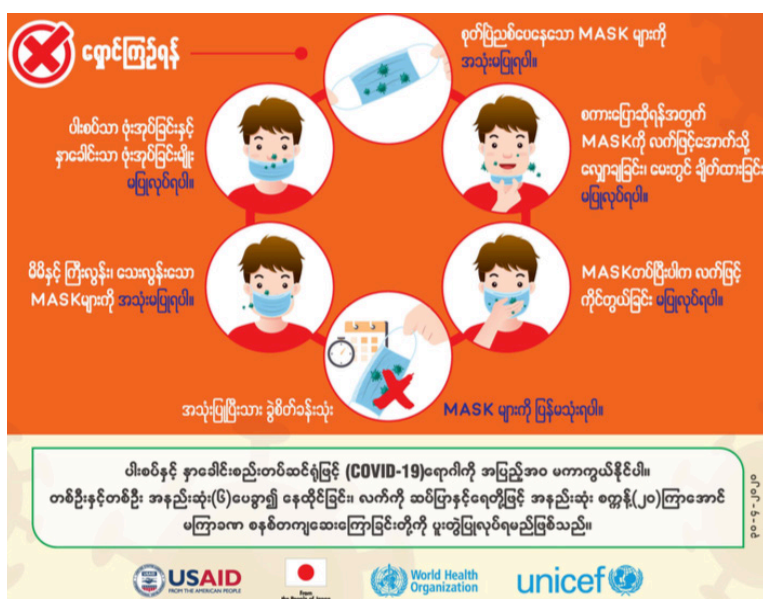 ရှောင်ကြဉ်ရန်
စုတ်ပြဲညစ်ပေနေသော MASK များကို
အသုံးမပြုရပါ။
ပါးစပ်သာ ဖုံးအုပ်ခြင်းနှင့်
နှာခေါင်းသာ ဖုံးအုပ်ခြင်းမျိုး
မပြုလုပ်ရပါ။
စကားပြောဆိုရန်အတွက်
MASKကို လက်ဖြင့်အောက်သို့
လျှောချခြင်း၊ မေးတွင် ချိတ်ထားခြင်း
မပြုလုပ်ရပါ။
မိမိနှင့် ကြီးလွန်း၊ သေးလွန်းသော
MASKများကို အသုံးမပြုရပါ။
MASKတပ်ပြီးပါက လက်ဖြင့်
ကိုင်တွယ်ခြင်း မပြုလုပ်ရပါ။
အသုံးပြုပြီးသား ခွဲစိတ်ခန်းသုံး MASK များကို ပြန်မသုံးရပါ။
ပါးစပ်နှင့် နှာခေါင်းစည်းတပ်ဆင်ရုံဖြင့် (COVID-19)ရောဂါကို အပြည့်အဝ မကာကွယ်နိုင်ပါ။
တစ်ဦးနှင့်တစ်ဦး အနည်းဆုံး(၆)ပေခွာ၍ နေထိုင်ခြင်း၊ လက်ကို ဆပ်ပြာနှင့်ရေတို့ဖြင့် အနည်းဆုံး စက္ကန့်(၂၀)ကြာအောင်
မကြာခဏ စနစ်တကျဆေးကြောခြင်းတို့ကို ပူးတွဲပြုလုပ်ရမည်ဖြစ်သည်။
USAID
FROM THE AMERICAN PEOPLE
From
the People of Japan
World Health
Organization
unicef